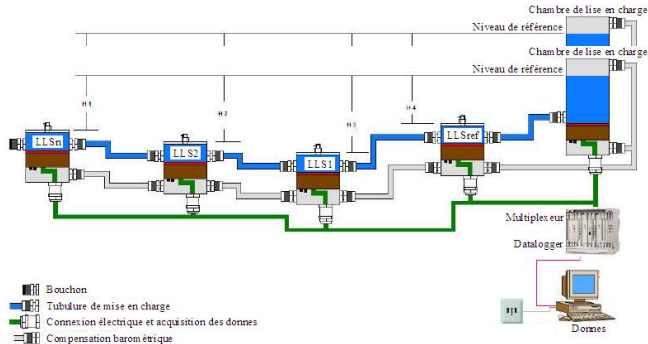 Chambre de lise en charge
Niveau de référence
Chambre de lise en charge
Niveau de référence
H1
H2
H3
H4
LLSn
LLS2
LLS1
LLSref
Multiplexeur
Datalogger
Donnes
Bouchon
Tubulure de mise en charge
Connexion électrique et acquisition des donnes
Compensation barométrique